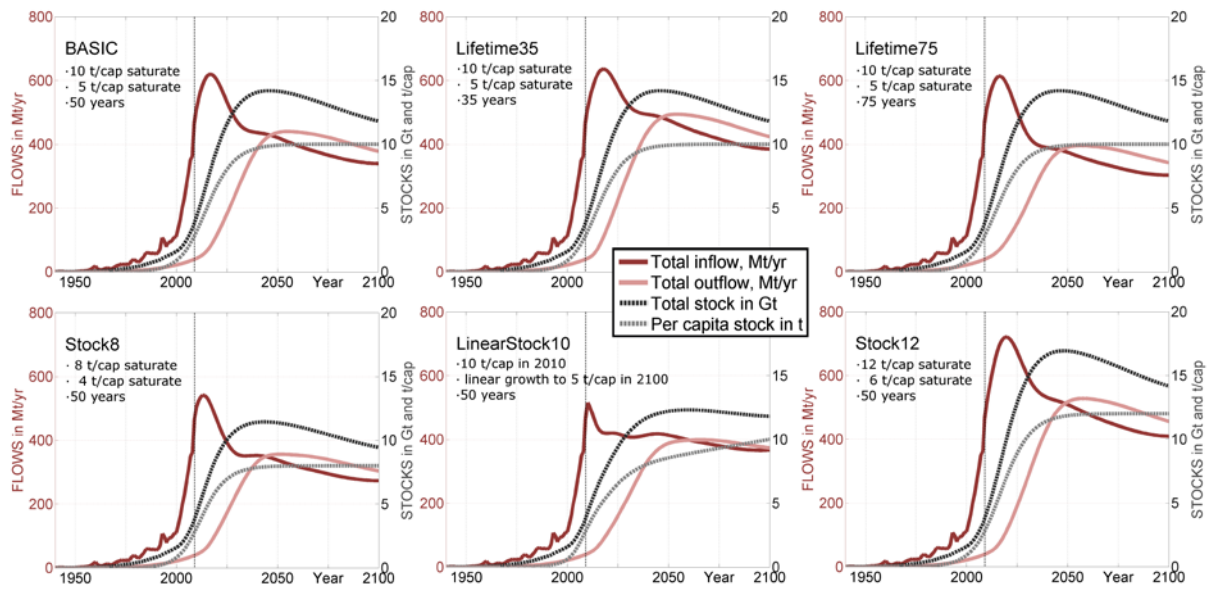 800
600
400
200
0
FLOWS in Mt/yr
BASIC
·10 t/cap saturate
· 5 t/cap saturate
·50 years
20
15
10
5
0
STOCKS in Gt and t/cap
1950
2000
2050
Year
2100
800
600
400
200
0
FLOWS in Mt/yr
Lifetime35
·10 t/cap saturate
· 5 t/cap saturate
·35 years
20
15
10
5
STOCKS in Gt and t/cap
1950
2000
2050
Year
2100
800
600
400
200
0
FLOWS in Mt/yr
Lifetime75
·10 t/cap saturate
· 5 t/cap saturate
·75 years
20
15
10
5
0
STOCKS in Gt and t/cap
1950
2000
2050
Year
2100
Total inflow, Mt/yr
Total outflow, Mt/yr
Total stock in Gt
Per capita stock in t
800
600
400
200
0
FLOWS in Mt/yr
Stock8
· 8 t/cap saturate
· 4 t/cap saturate
·50 years
20
15
10
5
0
STOCKS in Gt and t/cap
1950
2000
2050
Year
2100
800
600
400
200
0
FLOWS in Mt/yr
LinearStock10
·10 t/cap in 2010
· linear growth to 5 t/cap in 2100
·50 years
10
5
0
STOCKS in Gt and t/cap
1950
2000
2050
Year
2100
800
600
400
200
0
FLOWS in Mt/yr
Stock12
·12 t/cap saturate
· 6 t/cap saturate
·50 years
20
15
10
5
0
STOCKS in Gt and t/cap
1950
2000
2050
Year
2100